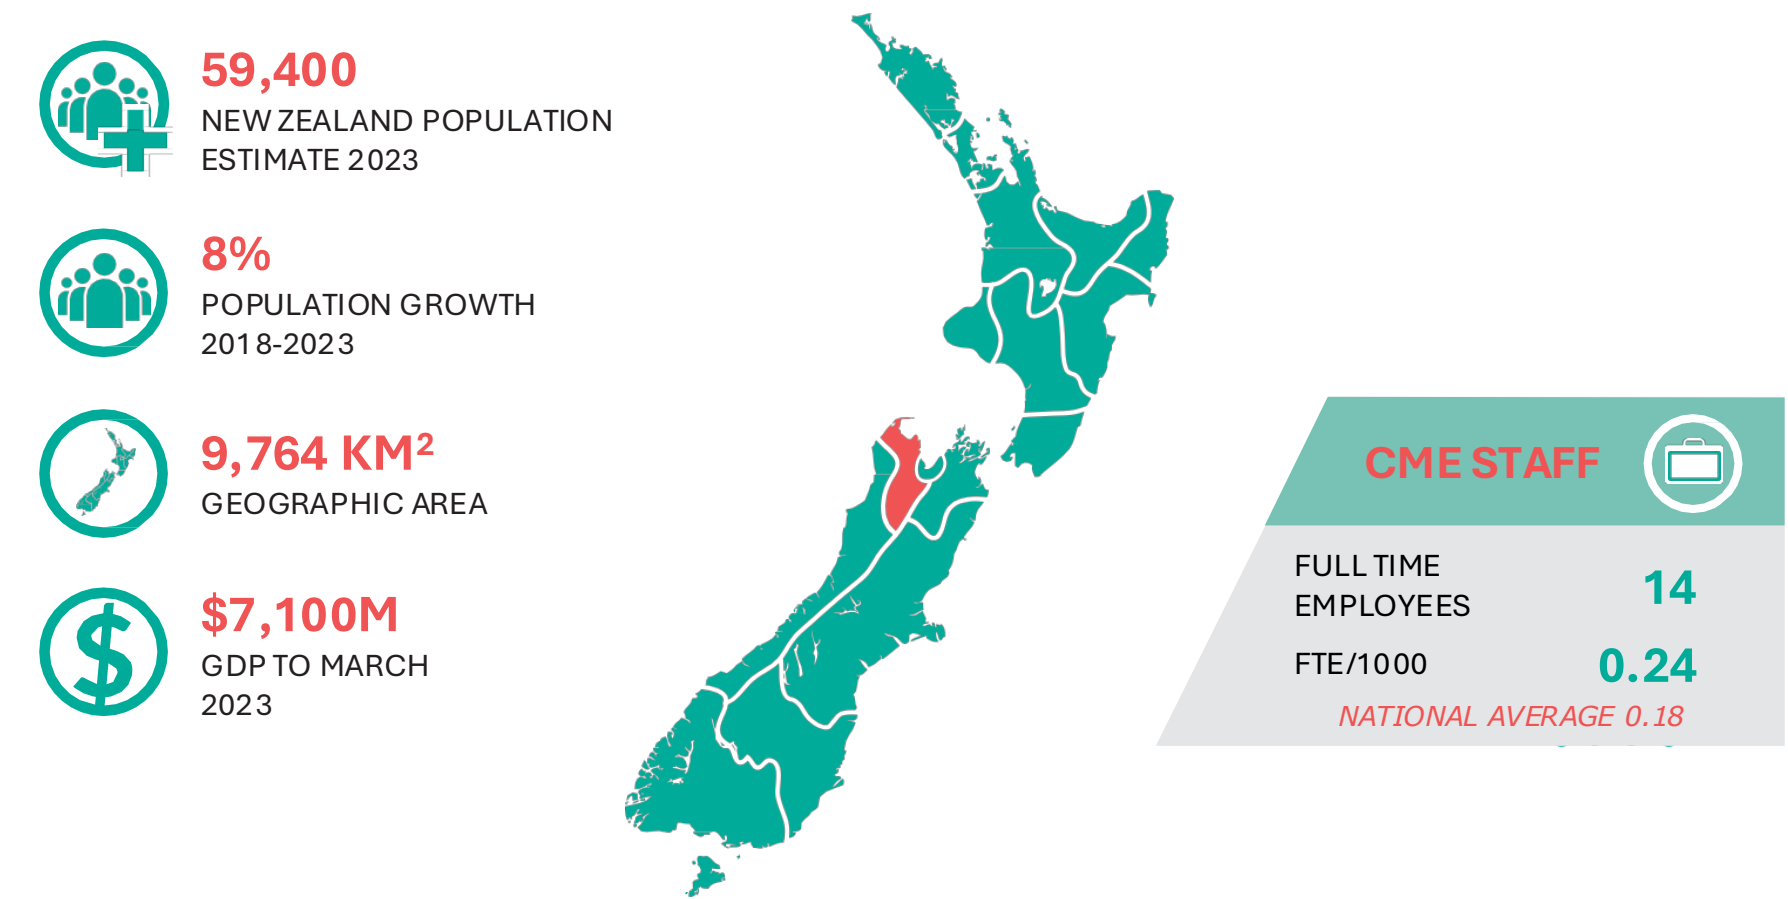 59,400
NEW ZEALAND POPULATION
ESTIMATE 2023
8%
POPULATION GROWTH
2018-2023
9,764 KM²
GEOGRAPHIC AREA
$7,100M
GDP TO MARCH
2023
CME STAFF
FULL TIME
EMPLOYEES
14
FTE/1000
0.24
NATIONAL AVERAGE 0.18